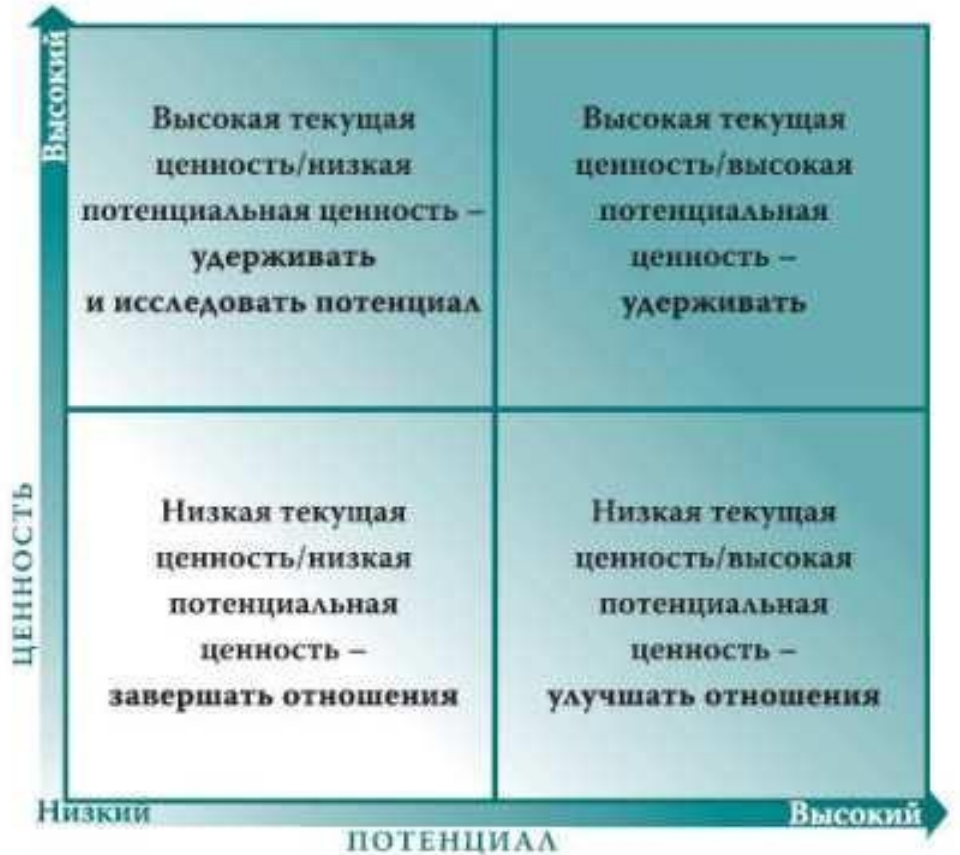 Высокий
Высокая текущая
ценность/низкая
потенциальная ценность –
удерживать
и исследовать потенциал
Высокая текущая
ценность/высокая
потенциальная
ценность –
удерживать
ЦЕННОСТЬ
Низкая текущая
ценность/низкая
потенциальная
ценность –
завершать отношения
Низкая текущая
ценность/высокая
потенциальная
ценность –
улучшать отношения
Низкий
Высокий
ПОТЕНЦИАЛ